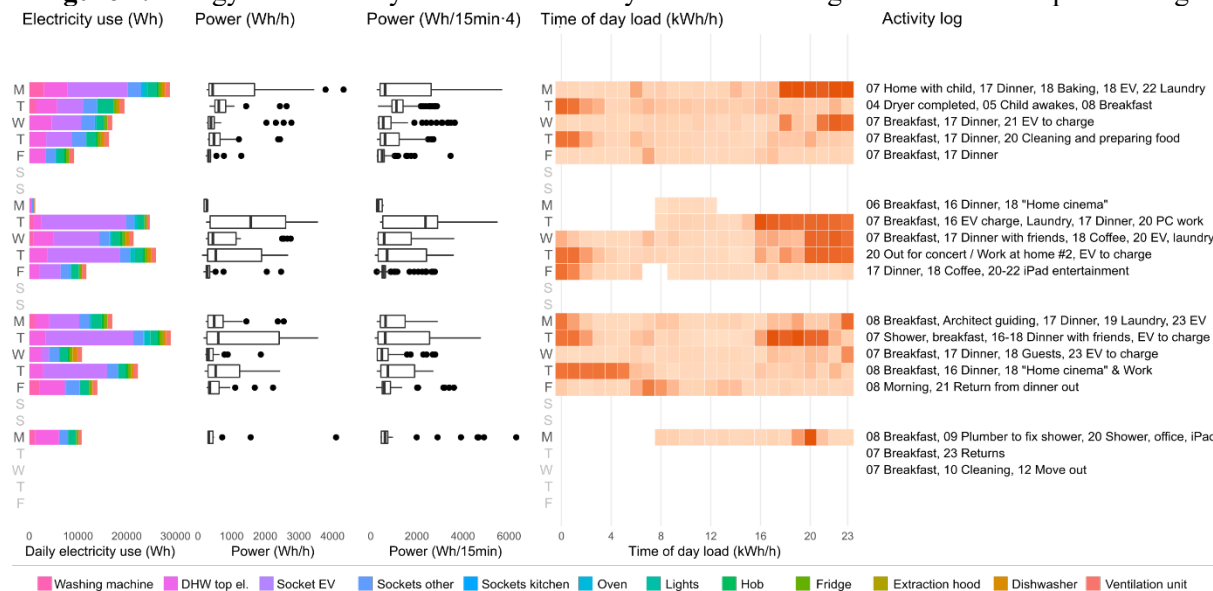 Electricity use (Wh) Power (Wh/h) Power (Wh/15min·4) Time of day load (kWh/h) Activity log
M 07 Home with child, 17 Dinner, 18 Baking, 18 EV, 22 Laundry
T 04 Dryer completed, 05 Child awakes, 08 Breakfast
W 07 Breakfast, 17 Dinner, 21 EV to charge
T 07 Breakfast, 17 Dinner, 20 Cleaning and preparing food
F 07 Breakfast, 17 Dinner
S
S
M 06 Breakfast, 16 Dinner, 18 "Home cinema"
T 07 Breakfast, 16 EV charge, Laundry, 17 Dinner, 20 PC work
W 07 Breakfast, 17 Dinner with friends, 18 Coffee, 20 EV, laundry
T 20 Out for concert / Work at home #2, EV to charge
F 17 Dinner, 18 Coffee, 20-22 iPad entertainment
S
S
M 08 Breakfast, Architect guiding, 17 Dinner, 19 Laundry, 23 EV
T 07 Shower, breakfast, 16-18 Dinner with friends, EV to charge
W 07 Breakfast, 17 Dinner, 18 Guests, 23 EV to charge
T 08 Breakfast, 16 Dinner, 18 "Home cinema" & Work
F 08 Morning, 21 Return from dinner out
S
S
M 08 Breakfast, 09 Plumber to fix shower, 20 Shower, office, iPad
T 07 Breakfast, 23 Returns
W 07 Breakfast, 10 Cleaning, 12 Move out
T
F
0 10000 20000 30000 0 1000 2000 3000 4000 0 2000 4000 6000 0 4 8 12 16 20 23
Daily electricity use (Wh) Power (Wh/h) Power (Wh/15min) Time of day load (kWh/h)
Washing machine DHW top el. Socket EV Sockets other Sockets kitchen Oven Lights Hob Fridge Extraction hood Dishwasher Ventilation unit